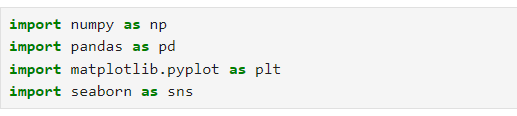 import numpy as np
import pandas as pd
import matplotlib.pyplot as plt
import seaborn as sns